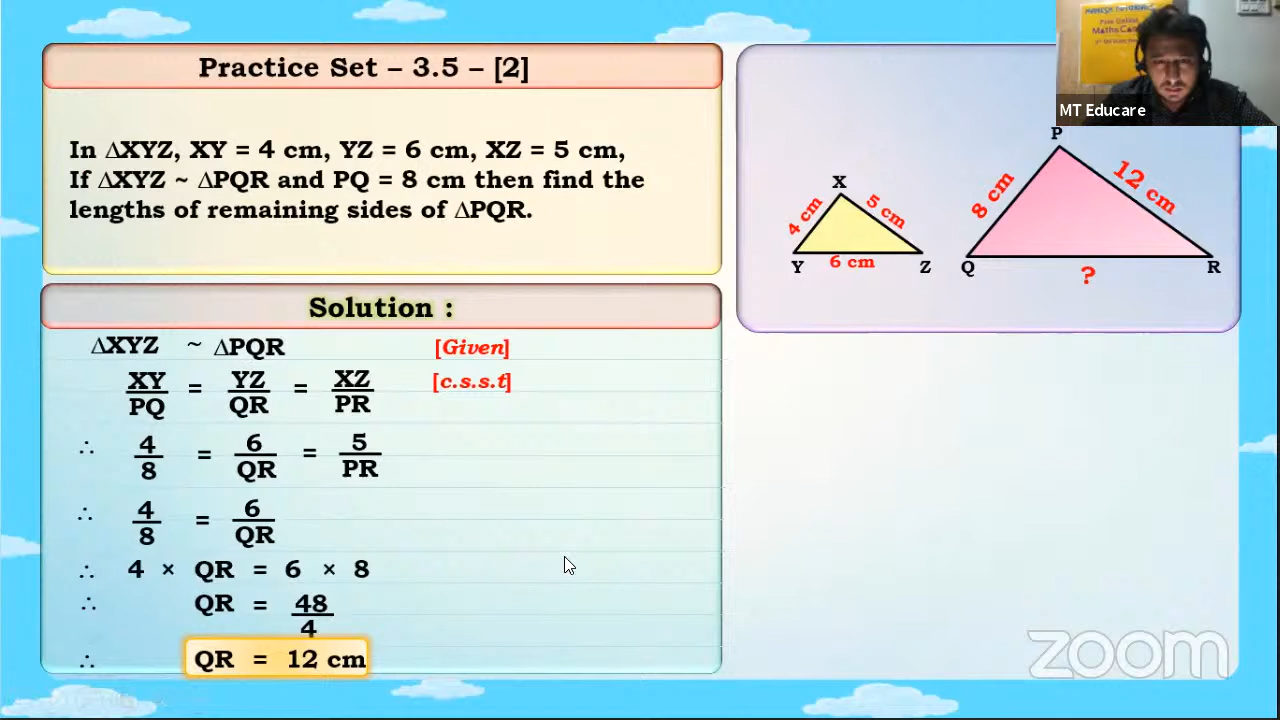 Practice Set – 3.5 – [2]
In ∆XYZ, XY = 4 cm, YZ = 6 cm, XZ = 5 cm,
If ∆XYZ ~ ∆PQR and PQ = 8 cm then find the
lengths of remaining sides of ∆PQR.
Solution :
∆XYZ ~ ∆PQR [Given]
XY/PQ = YZ/QR = XZ/PR [c.s.s.t]
∴ 4/8 = 6/QR = 5/PR
∴ 4/8 = 6/QR
∴ 4 × QR = 6 × 8
∴ QR = 48/4
∴ QR = 12 cm
MT Educare
X
4 cm
5 cm
Y
6 cm
Z
P
8 cm
12 cm
Q
?
R
zoom